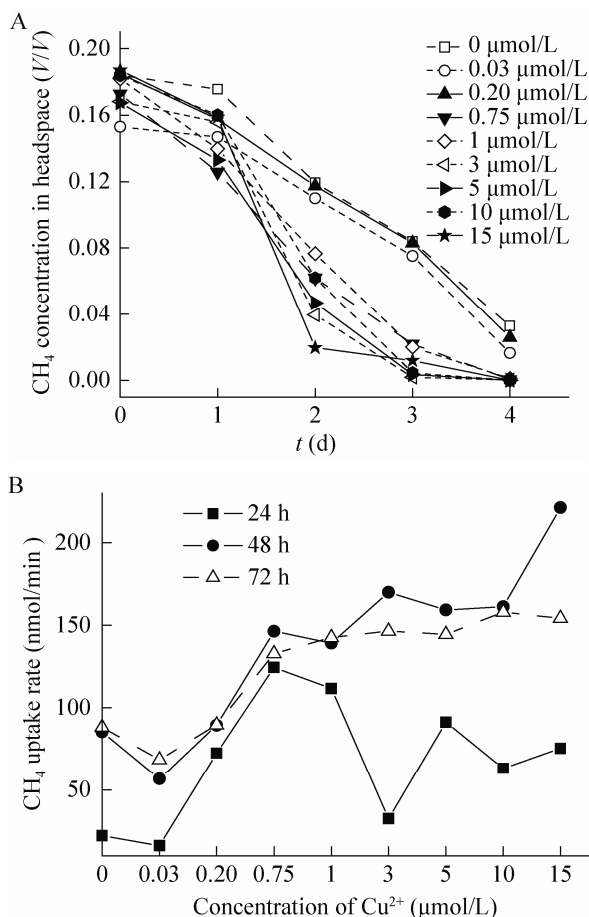 A
CH₄ concentration in headspace (V/V)
0.20
0.16
0.12
0.08
0.04
0.00
0 μmol/L
0.03 μmol/L
0.20 μmol/L
0.75 μmol/L
1 μmol/L
3 μmol/L
5 μmol/L
10 μmol/L
15 μmol/L
0 1 2 3 4
t (d)
B
CH₄ uptake rate (nmol/min)
200
150
100
50
24 h
48 h
72 h
0 0.03 0.20 0.75 1 3 5 10 15
Concentration of Cu²⁺ (μmol/L)